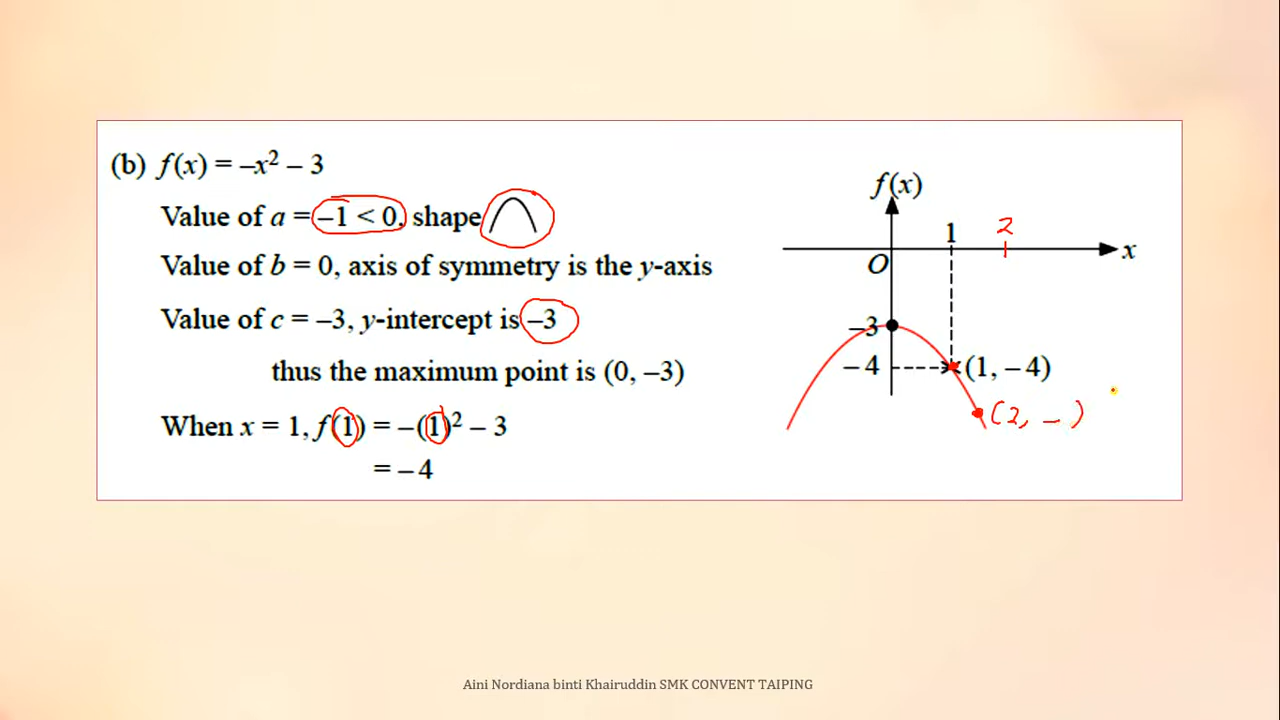 (b) f(x) = –x² – 3
Value of a = –1 < 0, shape
Value of b = 0, axis of symmetry is the y-axis
Value of c = –3, y-intercept is –3
thus the maximum point is (0, –3)
When x = 1, f(1) = –(1)² – 3
= – 4
f(x)
1
2
O
x
–3
– 4
(1, – 4)
(2, – )
Aini Nordiana binti Khairuddin SMK CONVENT TAIPING